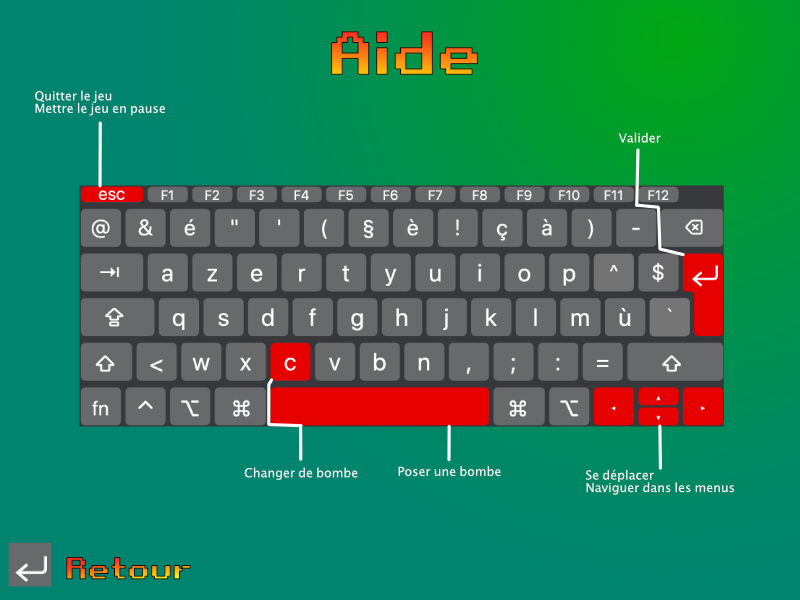 Aide
Quitter le jeu
Mettre le jeu en pause
Valider
esc F1 F2 F3 F4 F5 F6 F7 F8 F9 F10 F11 F12
@ & é " ' ( § è ! ç à ) -
a z e r t y u i o p ^ $
q s d f g h j k l m ù `
< w x c v b n , ; : =
fn ^ ⌥ ⌘ ⌘ ⌥
Changer de bombe
Poser une bombe
Se déplacer
Naviguer dans les menus
Retour